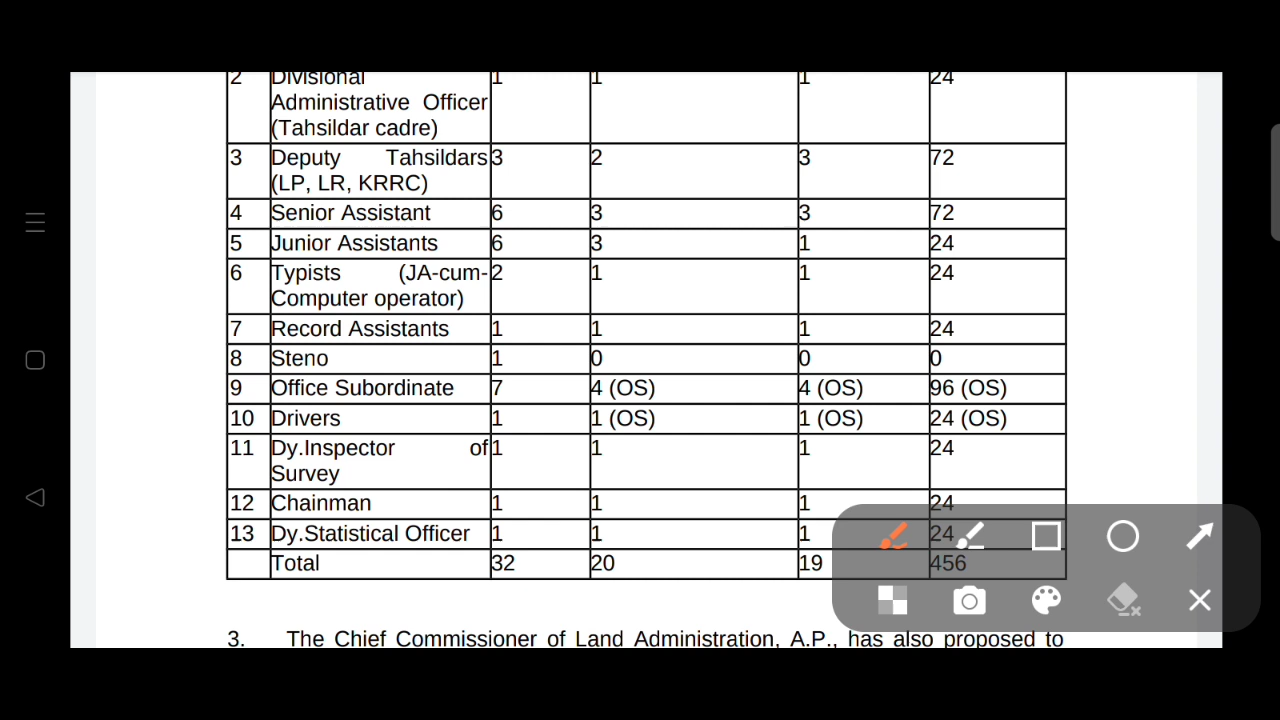 2 Divisional 1 1 1 24
Administrative Officer
(Tahsildar cadre)
3 Deputy Tahsildars 3 2 3 72
(LP, LR, KRRC)
4 Senior Assistant 6 3 3 72
5 Junior Assistants 6 3 1 24
6 Typists (JA-cum- 2 1 1 24
Computer operator)
7 Record Assistants 1 1 1 24
8 Steno 1 0 0 0
9 Office Subordinate 7 4 (OS) 4 (OS) 96 (OS)
10 Drivers 1 1 (OS) 1 (OS) 24 (OS)
11 Dy.Inspector of 1 1 1 24
Survey
12 Chainman 1 1 1 24
13 Dy.Statistical Officer 1 1 1 24
Total 32 20 19 456
3. The Chief Commissioner of Land Administration, A.P., has also proposed to